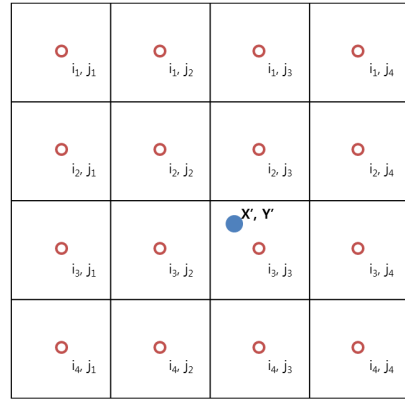 i₁, j₁ i₁, j₂ i₁, j₃ i₁, j₄
i₂, j₁ i₂, j₂ i₂, j₃ i₂, j₄
X’, Y’
i₃, j₁ i₃, j₂ i₃, j₃ i₃, j₄
i₄, j₁ i₄, j₂ i₄, j₃ i₄, j₄